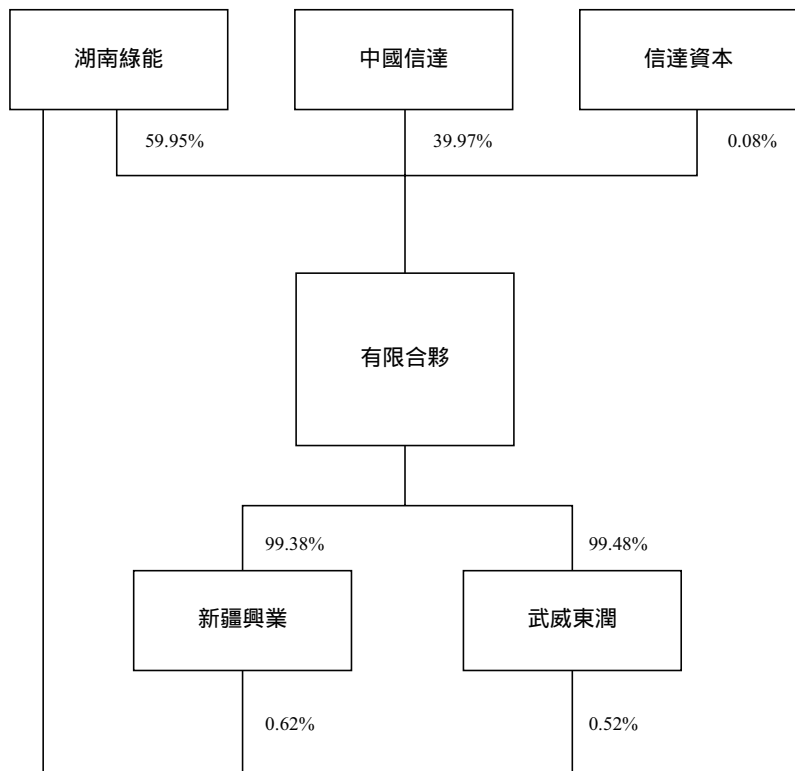 湖南綠能
中國信達
信達資本
59.95%
39.97%
0.08%
有限合夥
99.38%
99.48%
新疆興業
武威東潤
0.62%
0.52%